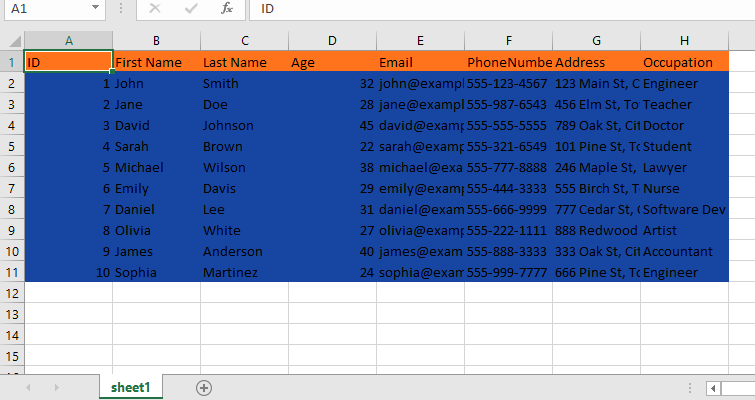 A1 fx ID
A B C D E F G H
1 ID First Name Last Name Age Email PhoneNumbe Address Occupation
2 1 John Smith 32 john@exampl 555-123-4567 123 Main St, C Engineer
3 2 Jane Doe 28 jane@exampl 555-987-6543 456 Elm St, To Teacher
4 3 David Johnson 45 david@examp 555-555-5555 789 Oak St, Cit Doctor
5 4 Sarah Brown 22 sarah@examp 555-321-6549 101 Pine St, To Student
6 5 Michael Wilson 38 michael@exa 555-777-8888 246 Maple St, Lawyer
7 6 Emily Davis 29 emily@examp 555-444-3333 555 Birch St, T Nurse
8 7 Daniel Lee 31 daniel@exam 555-666-9999 777 Cedar St, C Software Dev
9 8 Olivia White 27 olivia@examp 555-222-1111 888 Redwood Artist
10 9 James Anderson 40 james@exam 555-888-3333 333 Oak St, Cit Accountant
11 10 Sophia Martinez 24 sophia@exam 555-999-7777 666 Pine St, To Engineer
12
13
14
15
sheet1